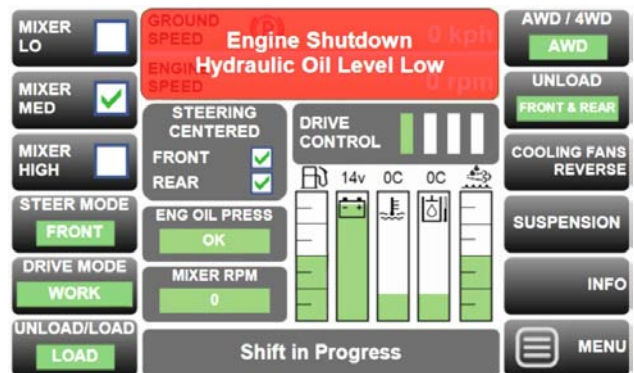 MIXER
LO
MIXER
MED
MIXER
HIGH
STEER MODE
FRONT
DRIVE MODE
WORK
UNLOAD/LOAD
LOAD
GROUND
SPEED
0 kph
ENGINE
SPEED
0 rpm
Engine Shutdown
Hydraulic Oil Level Low
STEERING
CENTERED
FRONT
REAR
DRIVE
CONTROL
ENG OIL PRESS
OK
MIXER RPM
0
14v 0C 0C
Shift in Progress
AWD / 4WD
AWD
UNLOAD
FRONT & REAR
COOLING FANS
REVERSE
SUSPENSION
INFO
MENU